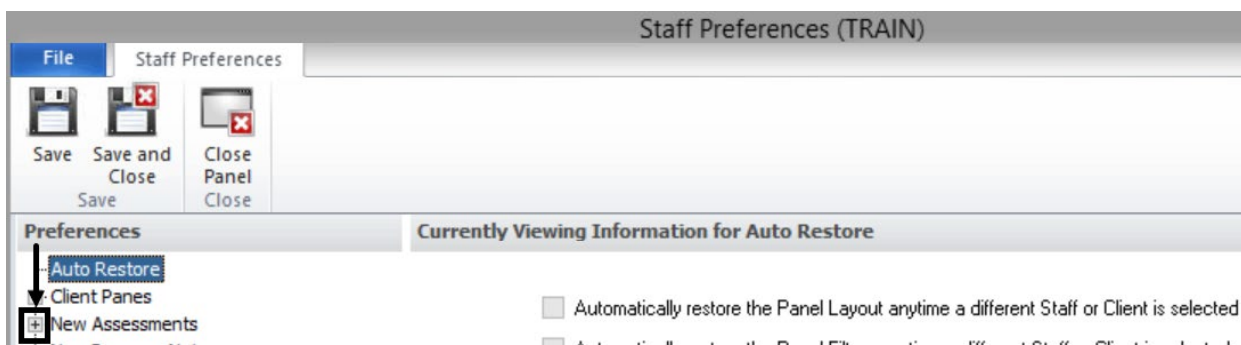 Staff Preferences (TRAIN)
File Staff Preferences
Save Save and Close Close Panel
Save Close
Preferences Currently Viewing Information for Auto Restore
Auto Restore
Client Panes
Automatically restore the Panel Layout anytime a different Staff or Client is selected
New Assessments